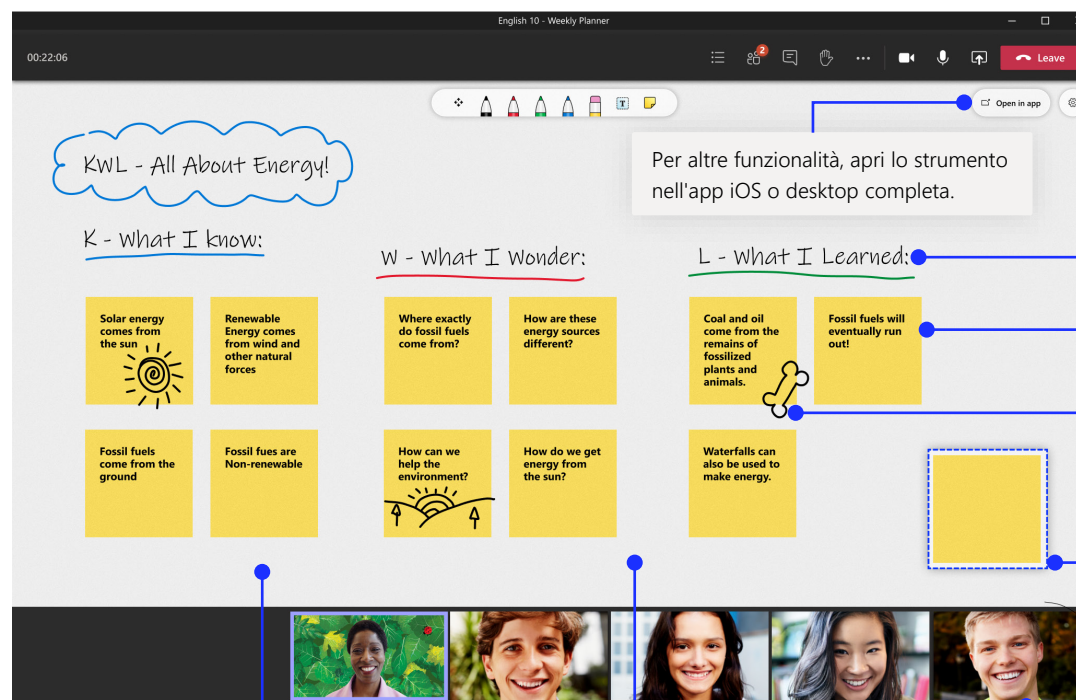 English 10 - Weekly Planner
00:22:06
2
Leave
Open in app
Per altre funzionalità, apri lo strumento
nell'app iOS o desktop completa.
KWL - All About Energy!
K - What I know:
W - What I Wonder:
L - What I Learned:
Solar energy
comes from
the sun
Renewable
Energy comes
from wind and
other natural
forces
Where exactly
do fossil fuels
come from?
How are these
energy sources
different?
Coal and oil
come from the
remains of
fossilized
plants and
animals.
Fossil fuels will
eventually run
out!
Fossil fuels
come from the
ground
Fossil fues are
Non-renewable
How can we
help the
environment?
How do we get
energy from
the sun?
Waterfalls can
also be used to
make energy.